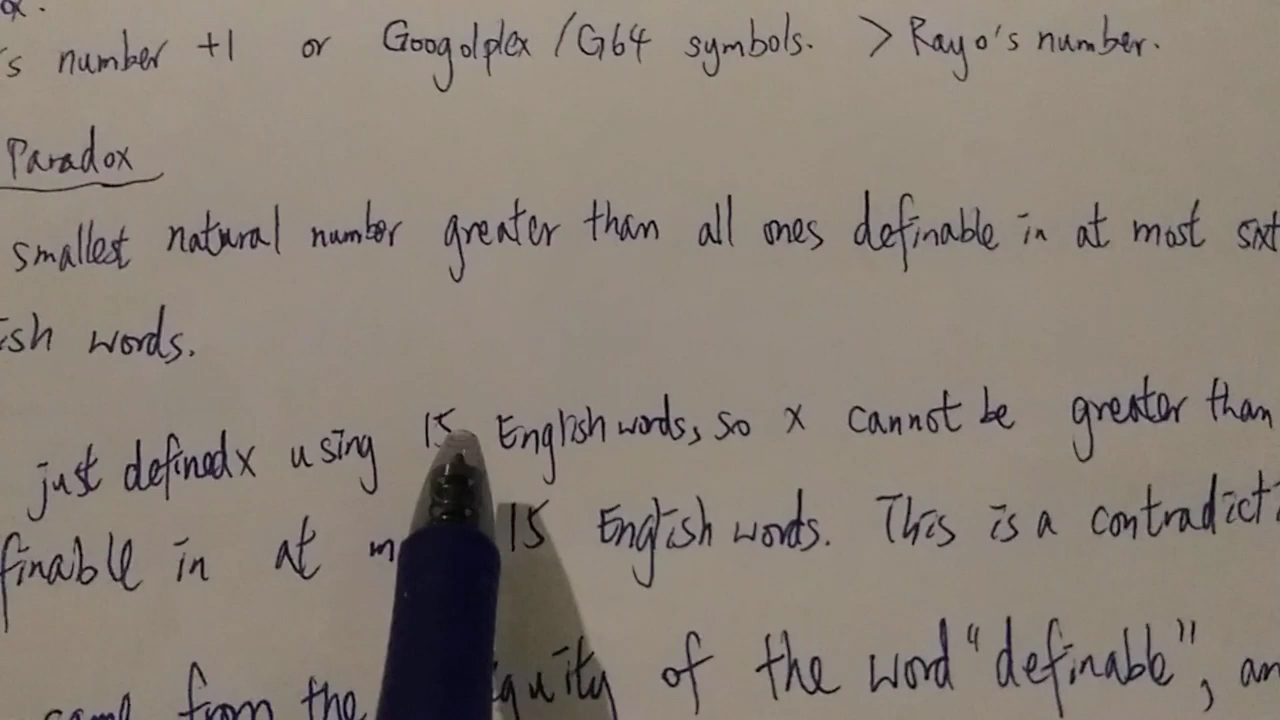 's number +1 or Googolplex / G64 symbols. > Rayo's number.
Paradox
smallest natural number greater than all ones definable in at most sixt
ish words.
just defined x using 15 English words, so x cannot be greater than
finable in at m 15 English words. This is a contradicti
from the guity of the word "definable", an